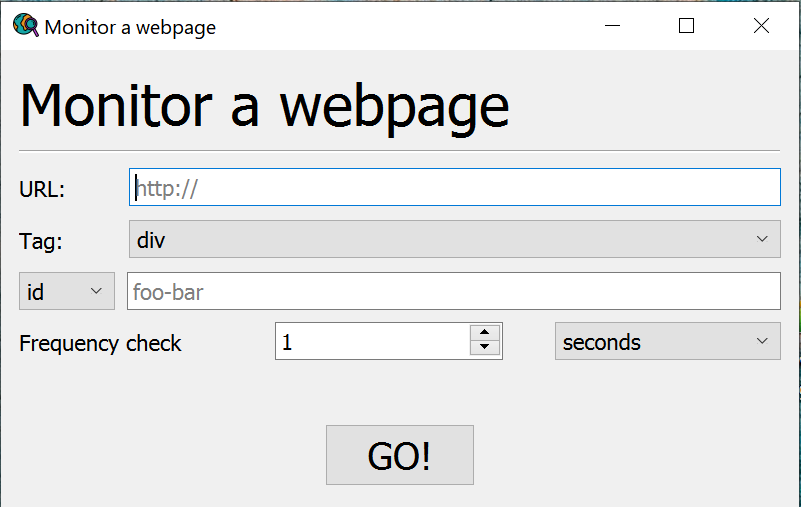 Monitor a webpage
Monitor a webpage
URL: http://
Tag: div
id foo-bar
Frequency check 1 seconds
GO!